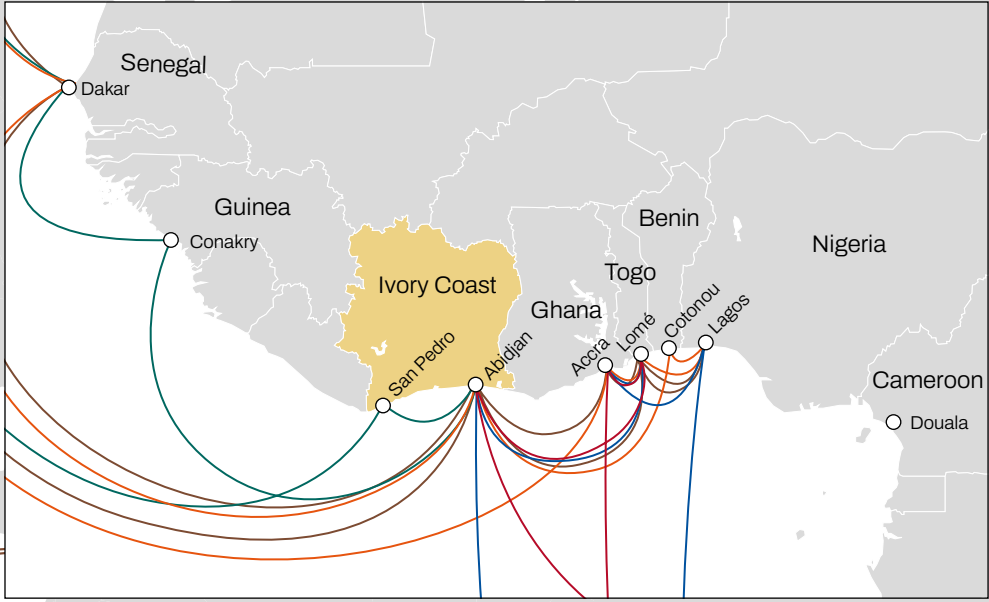 Senegal
Dakar
Guinea
Conakry
Benin
Nigeria
Togo
Ivory Coast
Ghana
Cotonou
Lagos
Lomé
Accra
San Pedro
Abidjan
Cameroon
Douala